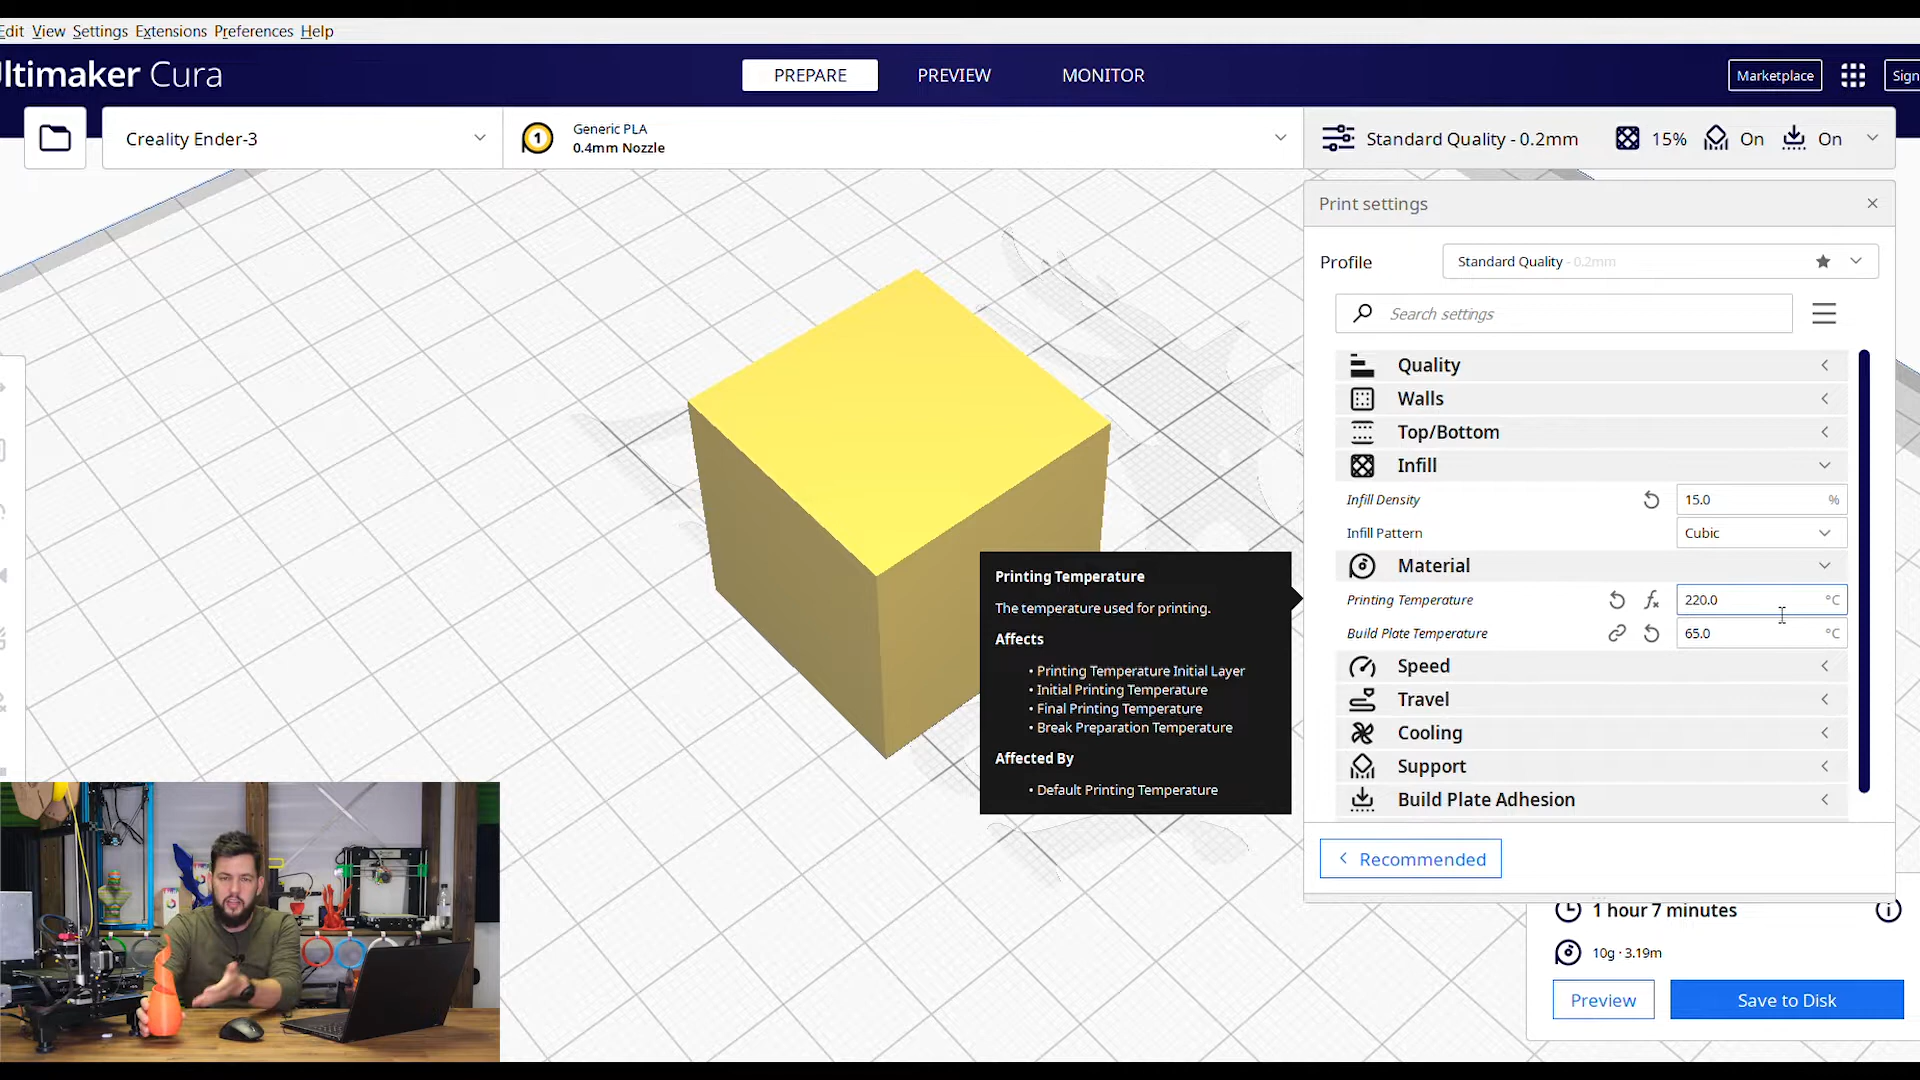 Edit View Settings Extensions Preferences Help
ltimaker Cura
PREPARE
PREVIEW
MONITOR
Marketplace
Sign
Creality Ender-3
1
Generic PLA
0.4mm Nozzle
Standard Quality - 0.2mm
15%
On
On
Print settings
Profile
Standard Quality - 0.2mm
Search settings
Quality
Walls
Top/Bottom
Infill
Infill Density
15.0 %
Infill Pattern
Cubic
Material
Printing Temperature
220.0 °C
Build Plate Temperature
65.0 °C
Speed
Travel
Cooling
Support
Build Plate Adhesion
Recommended
Printing Temperature
The temperature used for printing.
Affects
• Printing Temperature Initial Layer
• Initial Printing Temperature
• Final Printing Temperature
• Break Preparation Temperature
Affected By
• Default Printing Temperature
1 hour 7 minutes
10g · 3.19m
Preview
Save to Disk